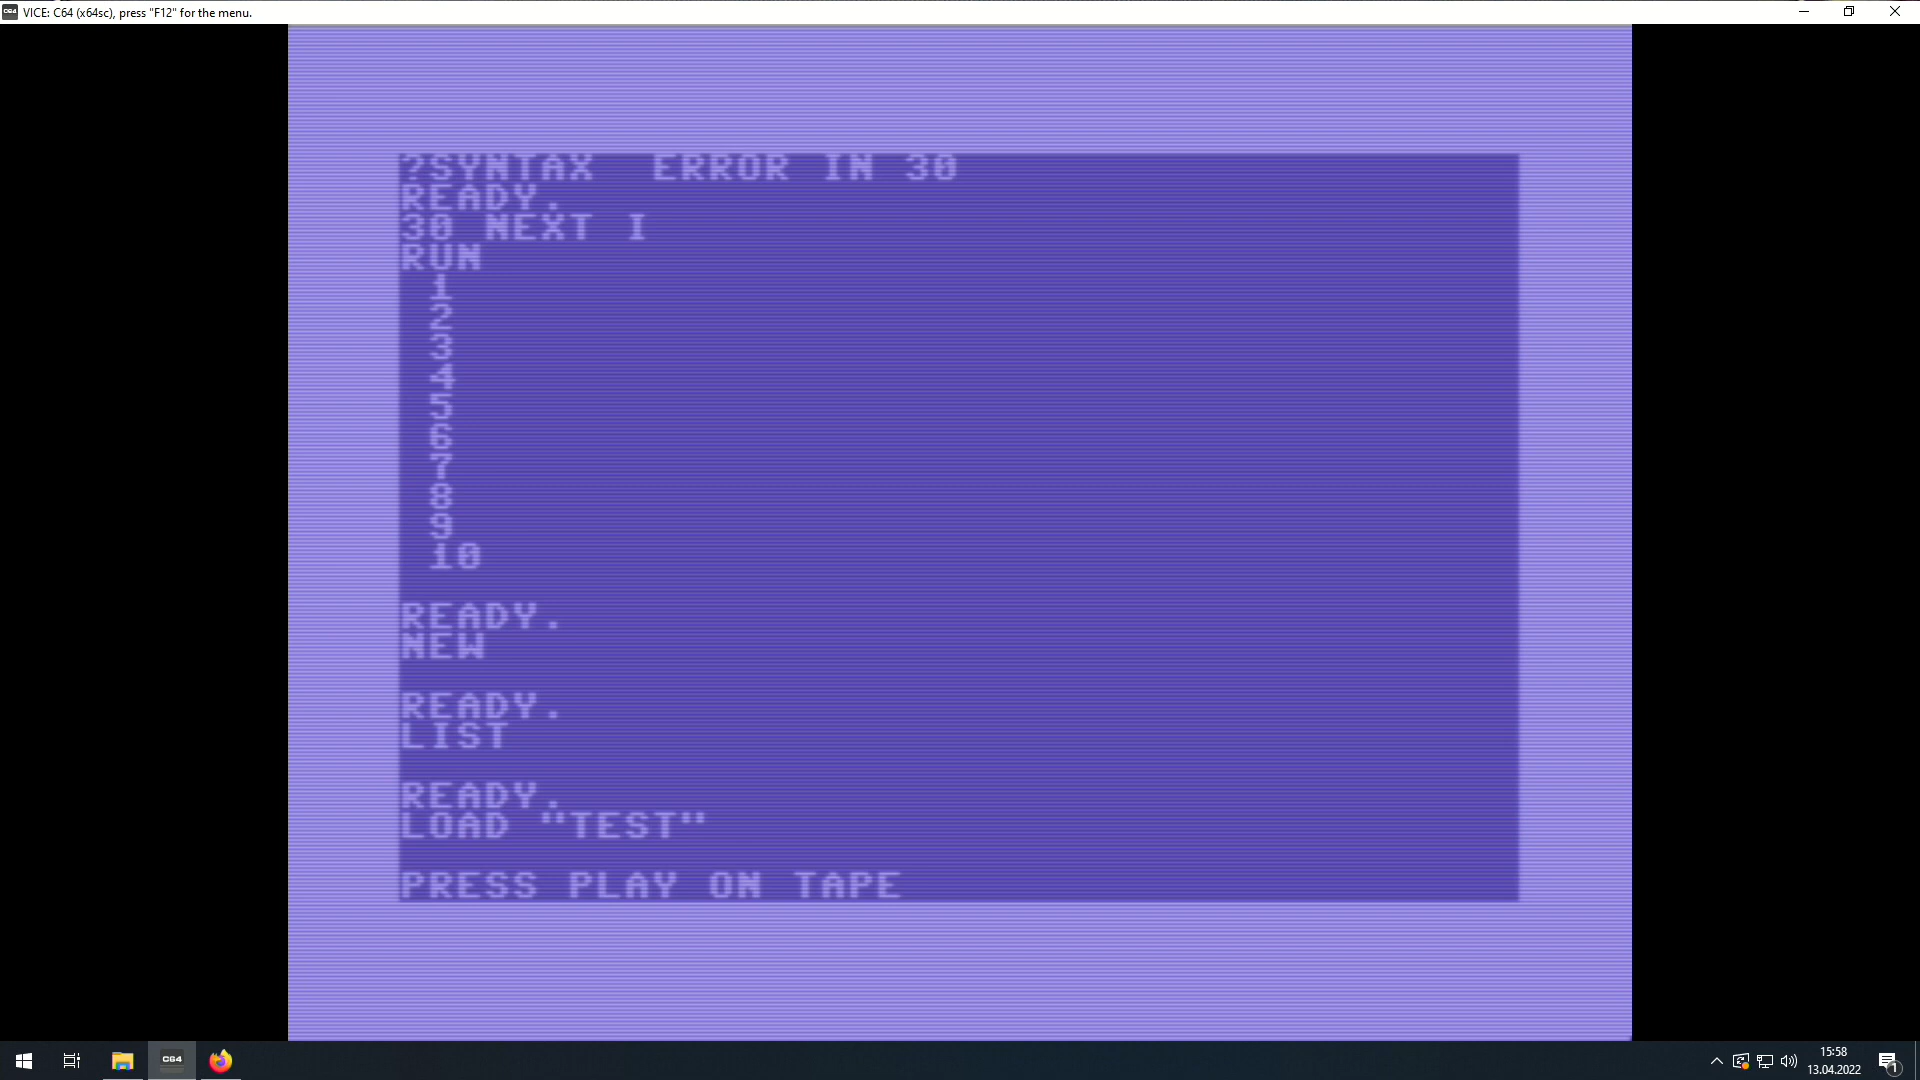 VICE: C64 (x64sc), press "F12" for the menu.
?SYNTAX  ERROR IN 30
READY.
30 NEXT I
RUN
1
2
3
4
5
6
7
8
9
10
READY.
NEW
READY.
LIST
READY.
LOAD "TEST"
PRESS PLAY ON TAPE
C64
15:58
13.04.2022
1